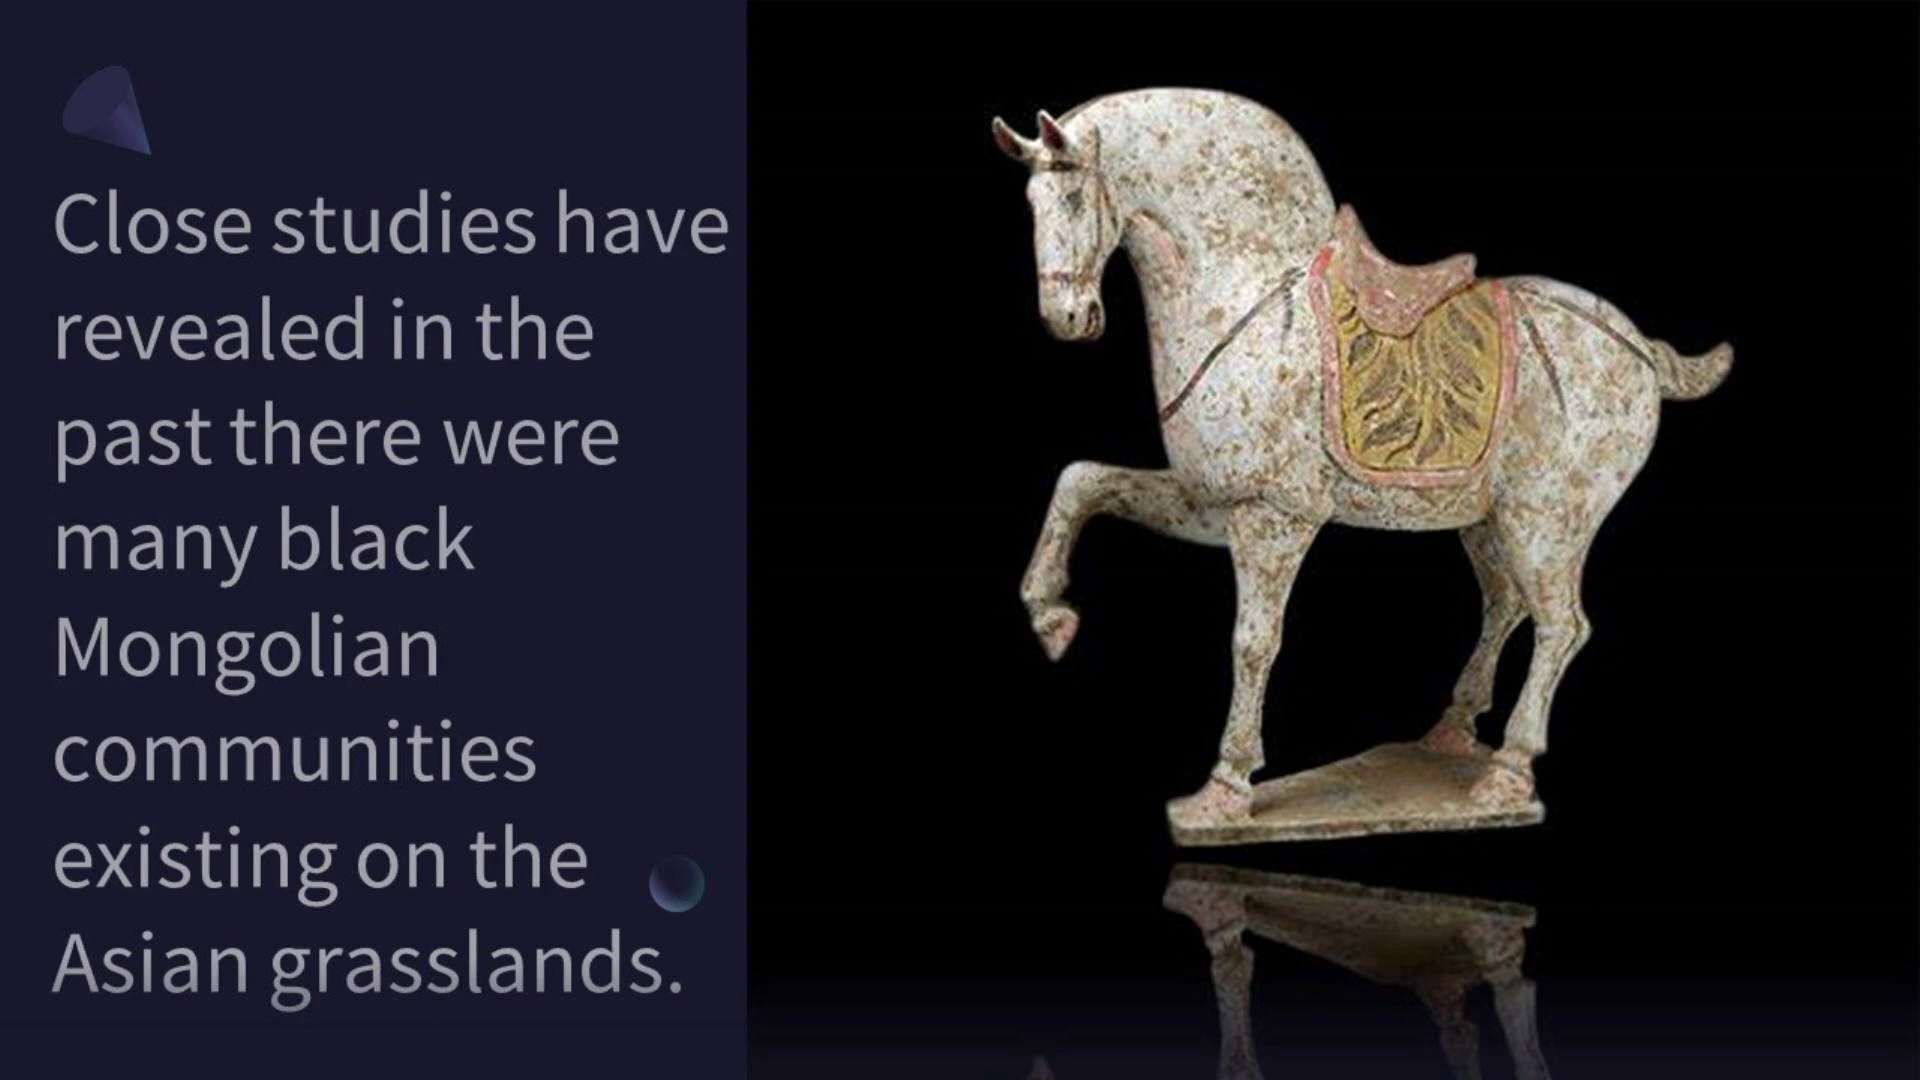 Close studies have
revealed in the
past there were
many black
Mongolian
communities
existing on the
Asian grasslands.